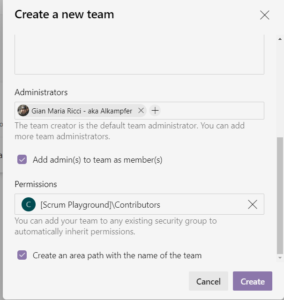 Create a new team
Administrators
Gian Maria Ricci - aka Alkampfer
The team creator is the default team administrator. You can add
more team administrators.
Add admin(s) to team as member(s)
Permissions
C [Scrum Playground]\Contributors
You can add your team to any existing security group to
automatically inherit permissions.
Create an area path with the name of the team
Cancel Create